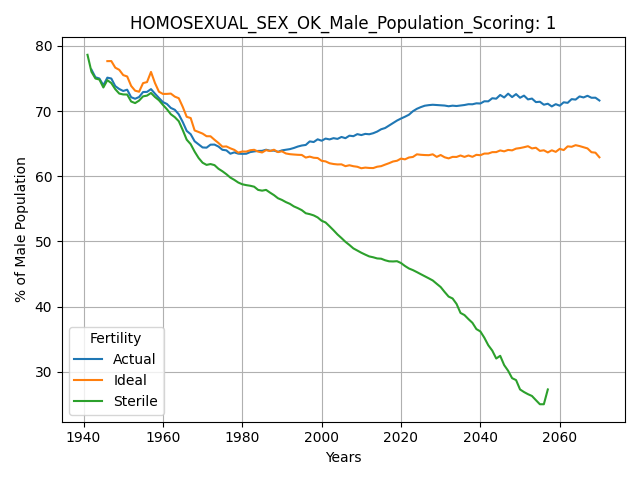 HOMOSEXUAL_SEX_OK_Male_Population_Scoring: 1
% of Male Population
80
70
60
50
40
30
Fertility
Actual
Ideal
Sterile
1940
1960
1980
2000
2020
2040
2060
Years